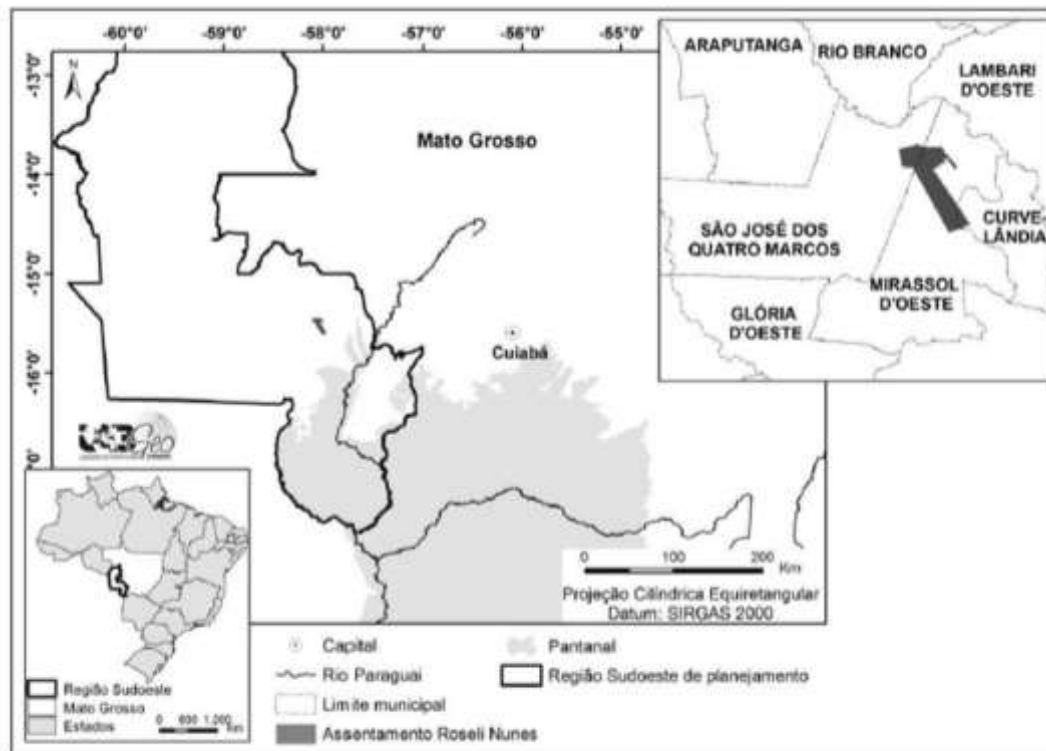 -60°0' -59°0' -58°0' -57°0' -56°0' -55°0'
-13°0'
-14°0'
-15°0'
-16°0'
N
Mato Grosso
Cuiabá
ARAPUTANGA
RIO BRANCO
LAMBARI
D'OESTE
SÃO JOSÉ DOS
QUATRO MARCOS
CURVE-
LÂNDIA
MIRASSOL
D'OESTE
GLÓRIA
D'OESTE
Geo
0 100 200
Km
Projeção Cilíndrica Equiretangular
Datum: SIRGAS 2000
Região Sudoeste
Mato Grosso
Estados
0 600 1.200
Km
Capital
Rio Paraguai
Limite municipal
Assentamento Roseli Nunes
Pantanal
Região Sudoeste de planejamento